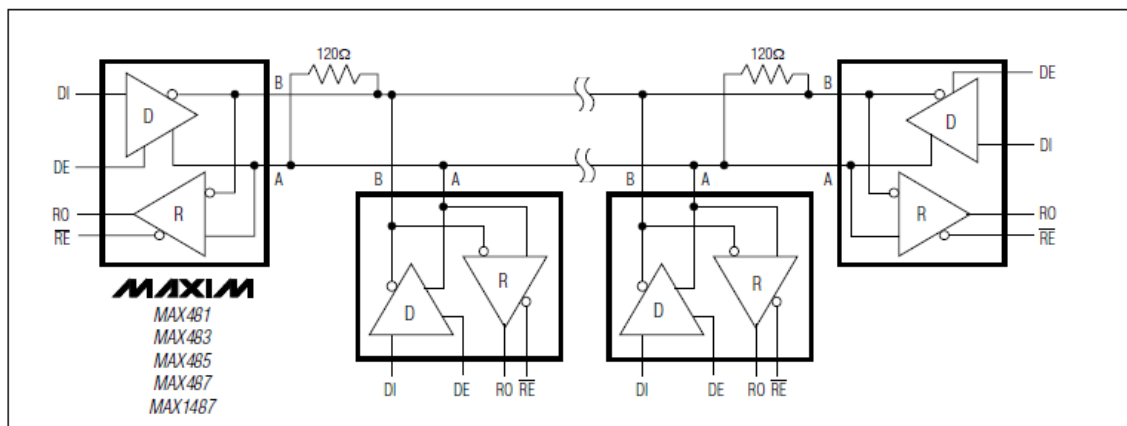 120Ω
120Ω
B
B
DI
D
DE
D
DE
DI
A
B
A
B
A
A
RO
R
RE
R
RO
RE
MAXIM
MAX481
MAX483
MAX485
MAX487
MAX1487
D
R
D
R
DI
DE
RO
RE
DI
DE
RO
RE